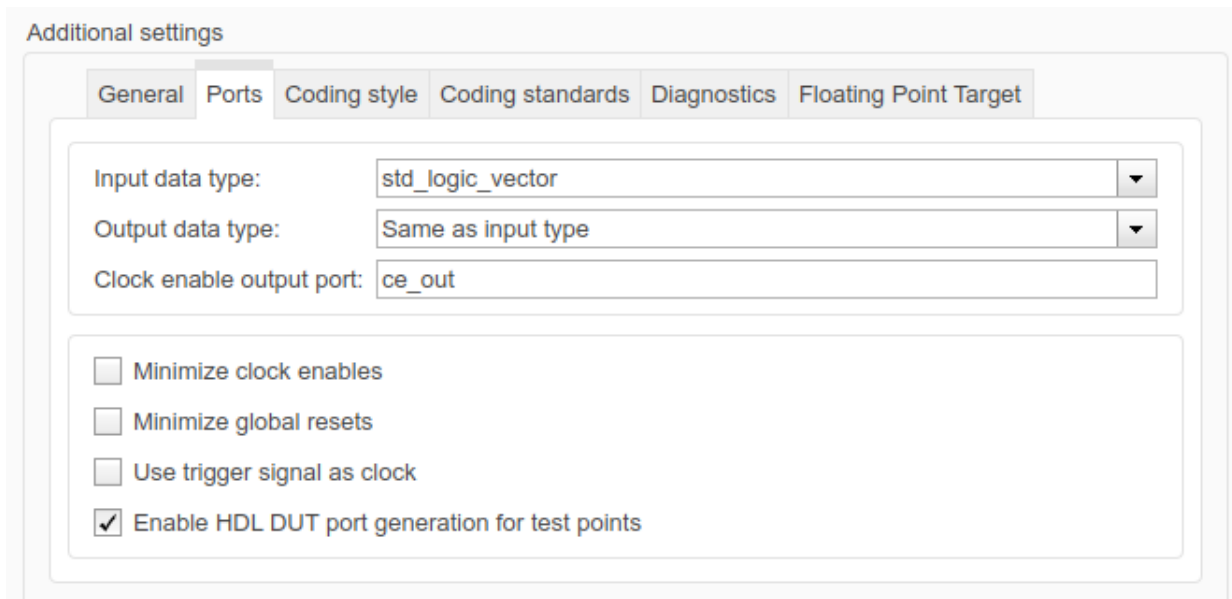 Additional settings
General Ports Coding style Coding standards Diagnostics Floating Point Target
Input data type: std_logic_vector
Output data type: Same as input type
Clock enable output port: ce_out
Minimize clock enables
Minimize global resets
Use trigger signal as clock
Enable HDL DUT port generation for test points